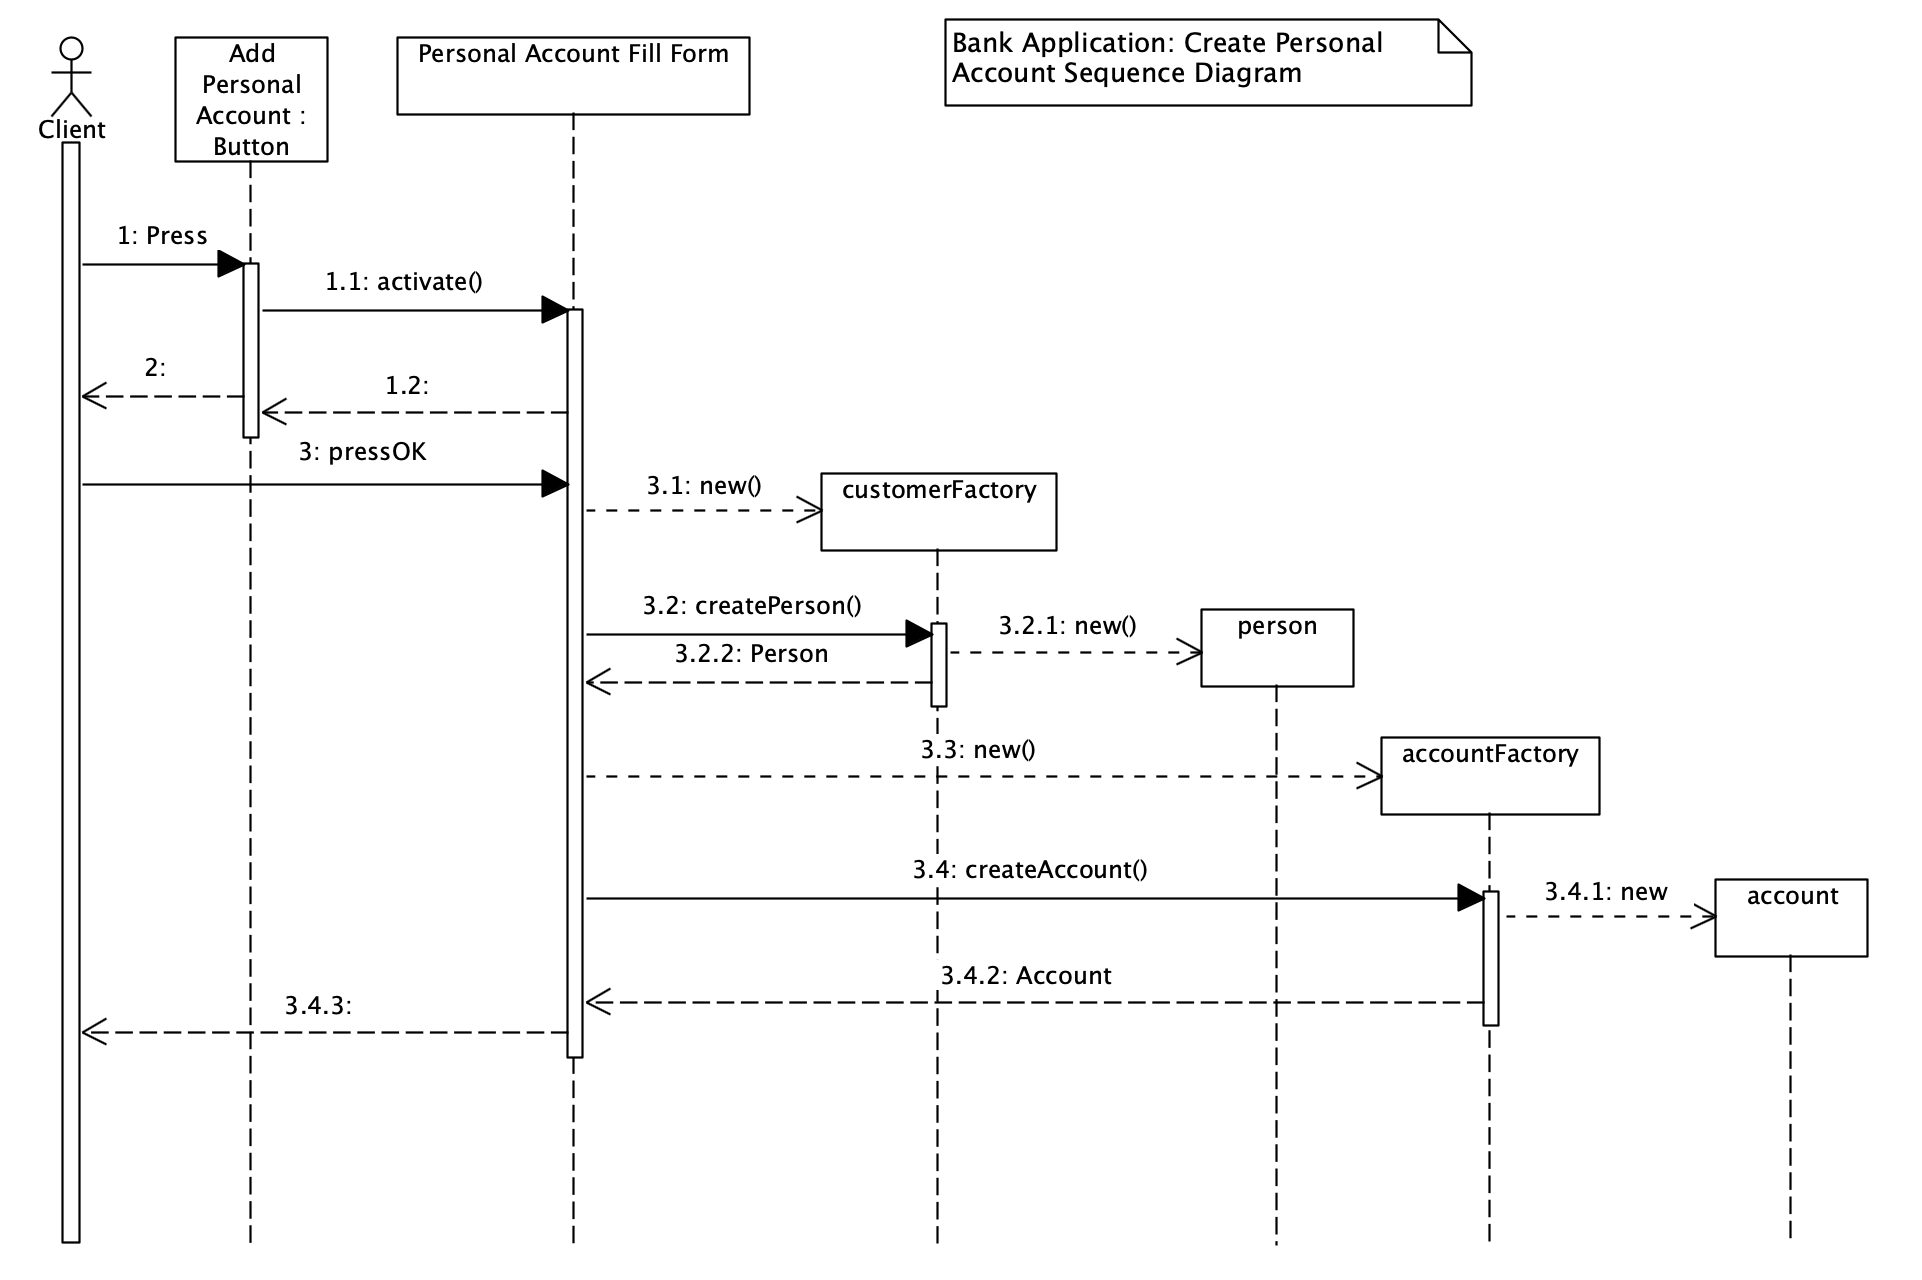 Client
Add
Personal
Account :
Button
Personal Account Fill Form
Bank Application: Create Personal
Account Sequence Diagram
1: Press
1.1: activate()
2:
1.2:
3: pressOK
3.1: new()
customerFactory
3.2: createPerson()
3.2.1: new()
person
3.2.2: Person
3.3: new()
accountFactory
3.4: createAccount()
3.4.1: new
account
3.4.2: Account
3.4.3: